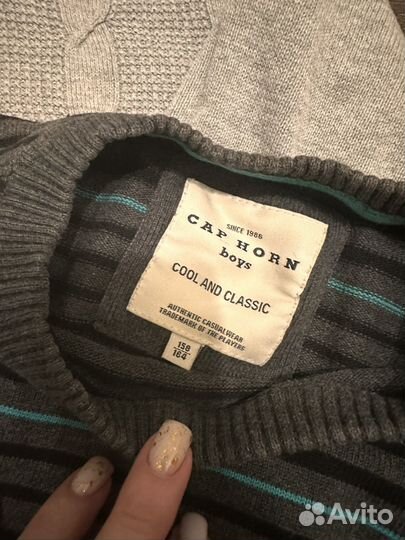 SINCE 1986
CAP HORN
boys
COOL AND CLASSIC
AUTHENTIC CASUALWEAR
TRADEMARK OF THE PLAYERS
158
164
Avito